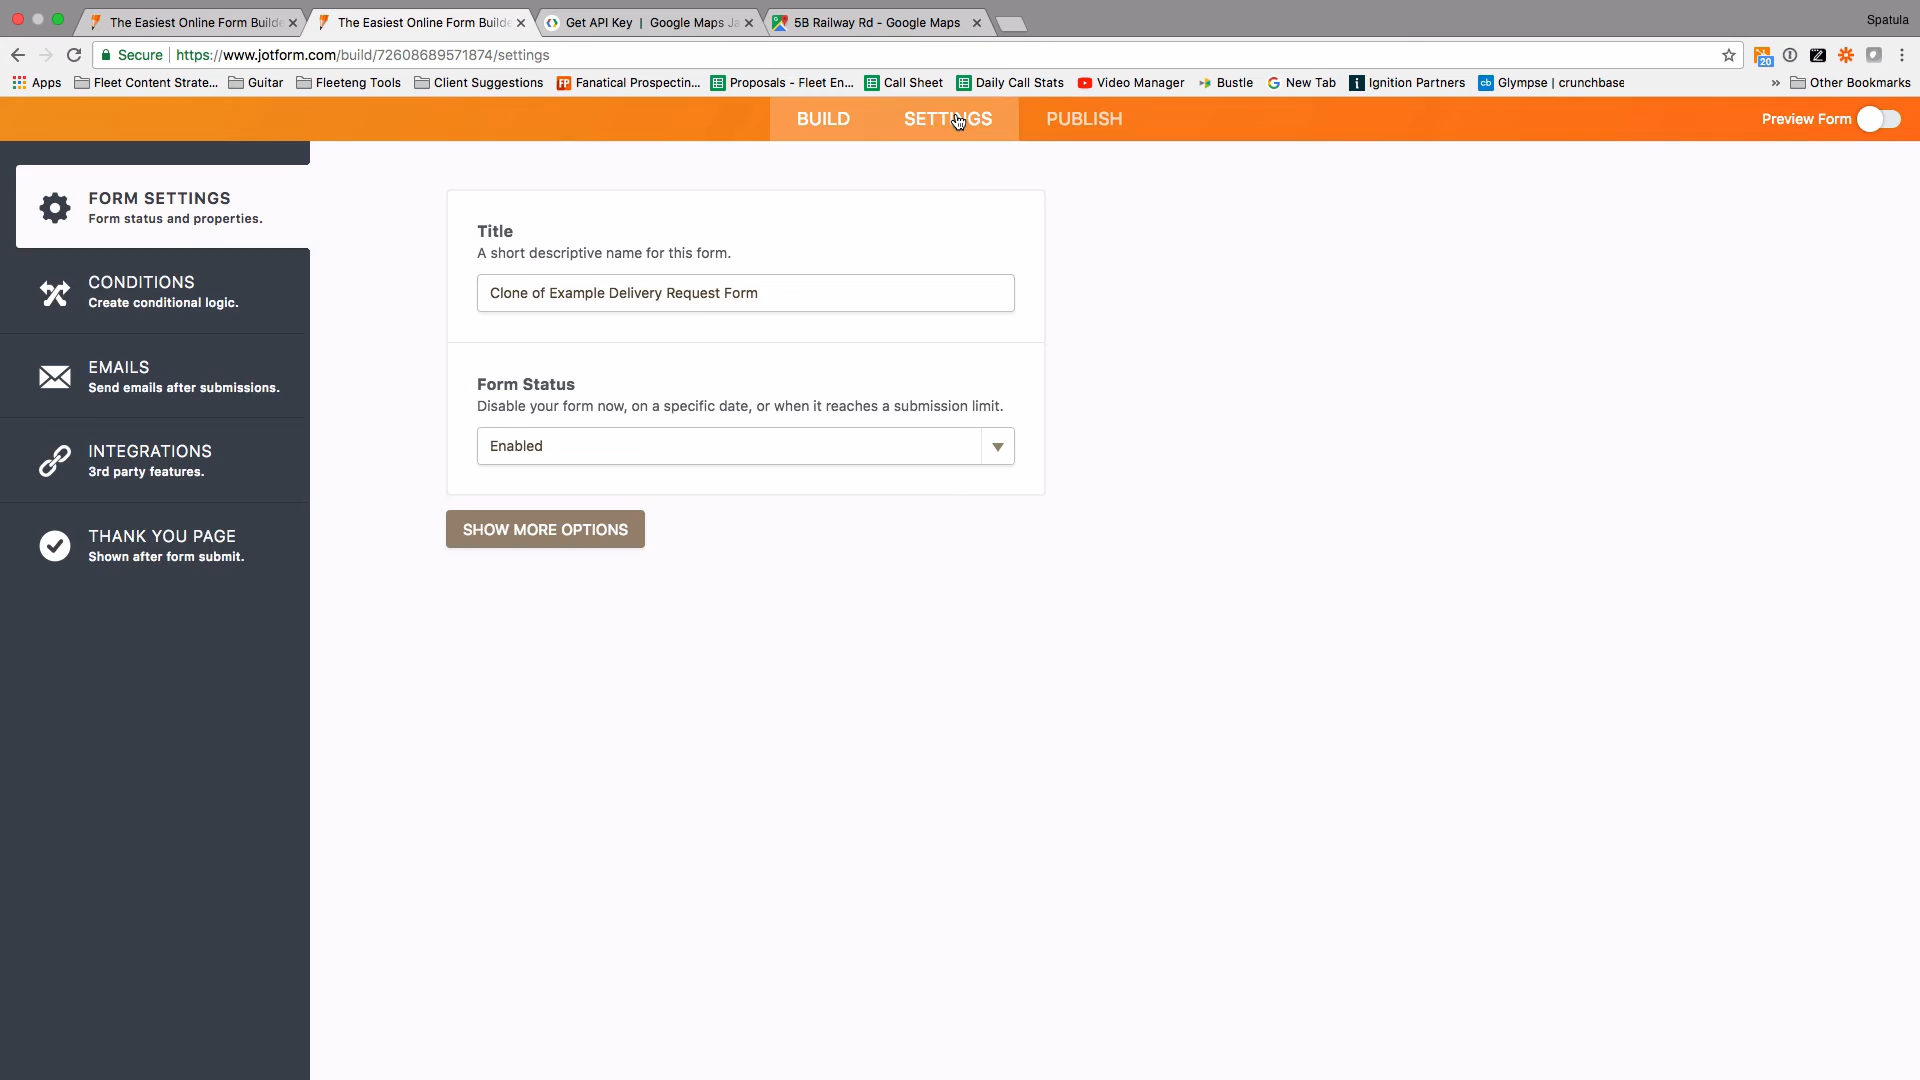 The Easiest Online Form Builde
The Easiest Online Form Builde
Get API Key | Google Maps Ja
5B Railway Rd - Google Maps
Spatula
Secure
https://www.jotform.com/build/72608689571874/settings
20
Apps
Fleet Content Strate...
Guitar
Fleeteng Tools
Client Suggestions
FP
Fanatical Prospectin...
Proposals - Fleet En...
Call Sheet
Daily Call Stats
Video Manager
Bustle
New Tab
Ignition Partners
cb
Glympse | crunchbase
»
Other Bookmarks
BUILD
SETTINGS
PUBLISH
Preview Form
FORM SETTINGS
Form status and properties.
CONDITIONS
Create conditional logic.
EMAILS
Send emails after submissions.
INTEGRATIONS
3rd party features.
THANK YOU PAGE
Shown after form submit.
Title
A short descriptive name for this form.
Clone of Example Delivery Request Form
Form Status
Disable your form now, on a specific date, or when it reaches a submission limit.
Enabled
SHOW MORE OPTIONS